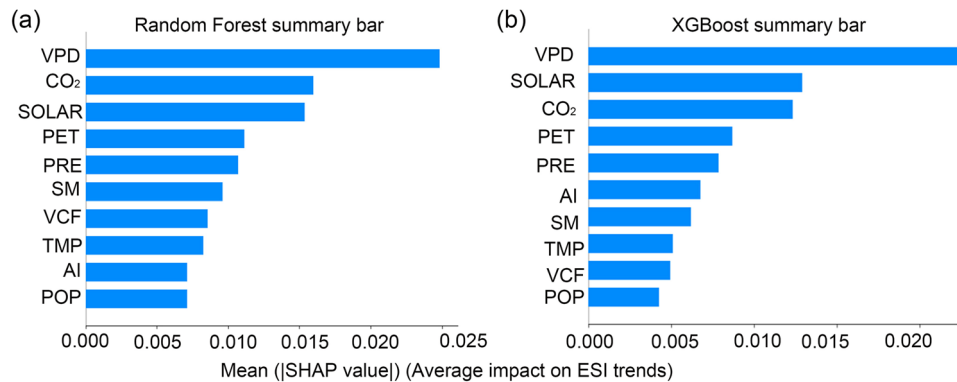 (a)
Random Forest summary bar
VPD
CO₂
SOLAR
PET
PRE
SM
VCF
TMP
AI
POP
0.000 0.005 0.010 0.015 0.020 0.025
(b)
XGBoost summary bar
VPD
SOLAR
CO₂
PET
PRE
AI
SM
TMP
VCF
POP
0.000 0.005 0.010 0.015 0.020
Mean (|SHAP value|) (Average impact on ESI trends)